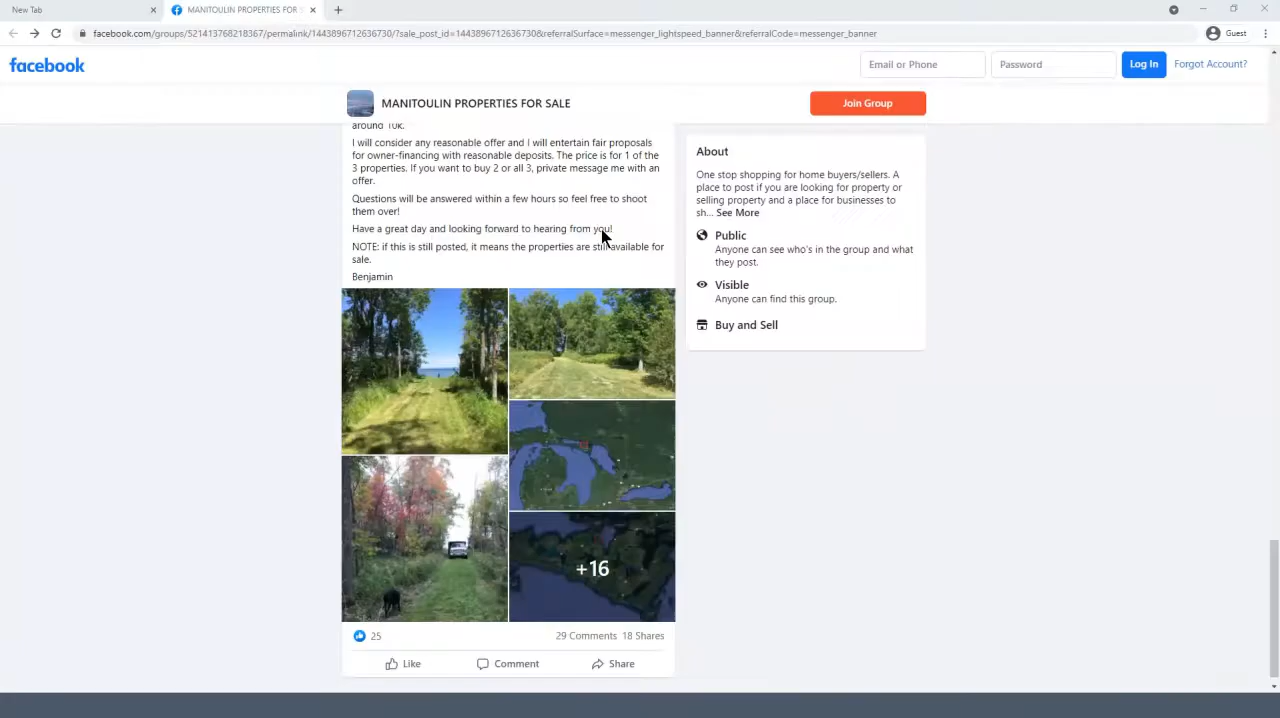 New Tab
MANITOULIN PROPERTIES FOR S
facebook.com/groups/521413768218367/permalink/1443896712636730/?sale_post_id=1443896712636730&referralSurface=messenger_lightspeed_banner&referralCode=messenger_banner
Guest
facebook
Email or Phone
Password
Log In
Forgot Account?
MANITOULIN PROPERTIES FOR SALE
Join Group
around 10k.
I will consider any reasonable offer and I will entertain fair proposals
for owner-financing with reasonable deposits. The price is for 1 of the
3 properties. If you want to buy 2 or all 3, private message me with an
offer.
Questions will be answered within a few hours so feel free to shoot
them over!
Have a great day and looking forward to hearing from you!
NOTE: if this is still posted, it means the properties are still available for
sale.
Benjamin
+16
25
29 Comments 18 Shares
Like
Comment
Share
About
One stop shopping for home buyers/sellers. A
place to post if you are looking for property or
selling property and a place for businesses to
sh... See More
Public
Anyone can see who's in the group and what
they post.
Visible
Anyone can find this group.
Buy and Sell